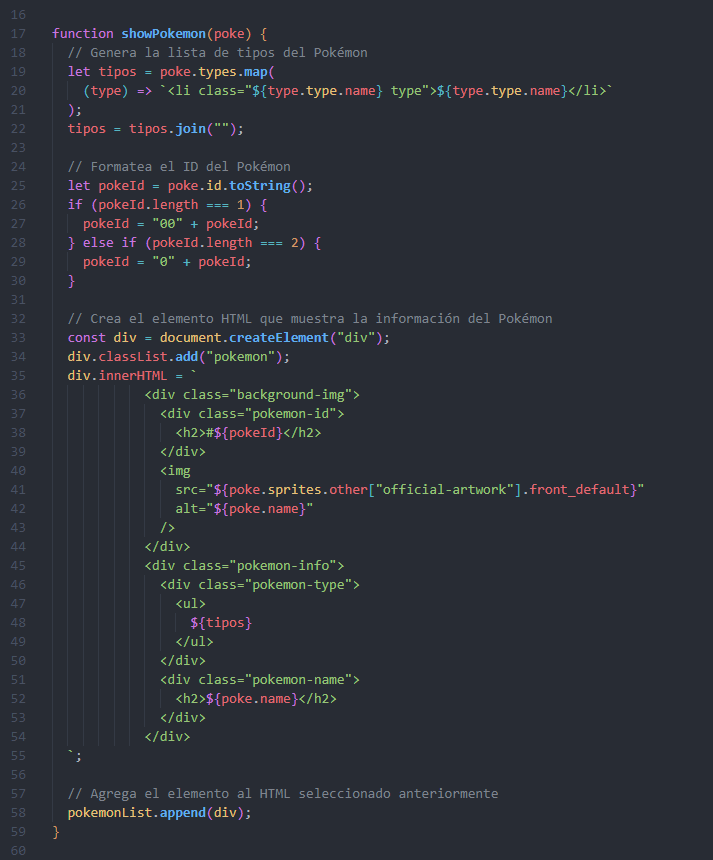 16
17 function showPokemon(poke) {
18 // Genera la lista de tipos del Pokémon
19 let tipos = poke.types.map(
20 (type) => `<li class="${type.type.name} type">${type.type.name}</li>`
21 );
22 tipos = tipos.join("");
23
24 // Formatea el ID del Pokémon
25 let pokeId = poke.id.toString();
26 if (pokeId.length === 1) {
27 pokeId = "00" + pokeId;
28 } else if (pokeId.length === 2) {
29 pokeId = "0" + pokeId;
30 }
31
32 // Crea el elemento HTML que muestra la información del Pokémon
33 const div = document.createElement("div");
34 div.classList.add("pokemon");
35 div.innerHTML = `
36 <div class="background-img">
37 <div class="pokemon-id">
38 <h2>#${pokeId}</h2>
39 </div>
40 <img
41 src="${poke.sprites.other["official-artwork"].front_default}"
42 alt="${poke.name}"
43 />
44 </div>
45 <div class="pokemon-info">
46 <div class="pokemon-type">
47 <ul>
48 ${tipos}
49 </ul>
50 </div>
51 <div class="pokemon-name">
52 <h2>${poke.name}</h2>
53 </div>
54 </div>
55 `;
56
57 // Agrega el elemento al HTML seleccionado anteriormente
58 pokemonList.append(div);
59 }
60